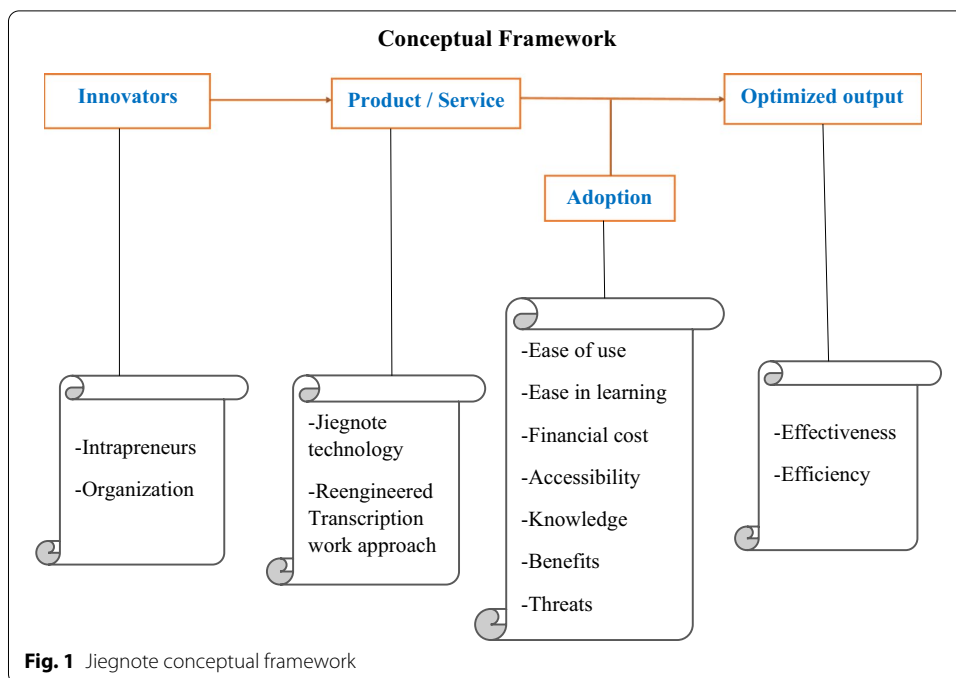 Conceptual Framework
Innovators
Product / Service
Optimized output
Adoption
-Intrapreneurs
-Organization
-Jiegnote
technology
-Reengineered
Transcription
work approach
-Ease of use
-Ease in learning
-Financial cost
-Accessibility
-Knowledge
-Benefits
-Threats
-Effectiveness
-Efficiency
Fig. 1 Jiegnote conceptual framework